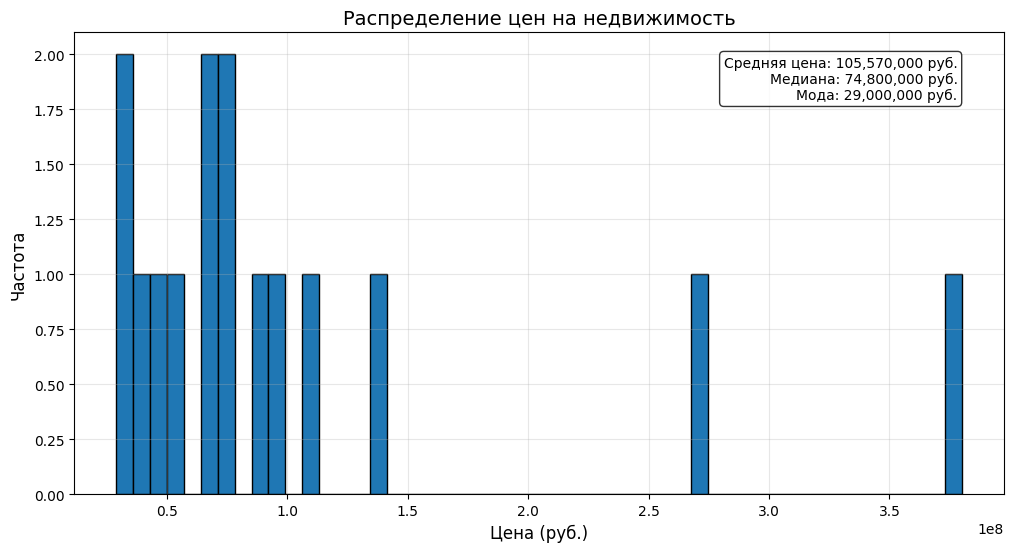 Распределение цен на недвижимость
Средняя цена: 105,570,000 руб.
Медиана: 74,800,000 руб.
Мода: 29,000,000 руб.
Частота
2.00
1.75
1.50
1.25
1.00
0.75
0.50
0.25
0.00
0.5 1.0 1.5 2.0 2.5 3.0 3.5
1e8
Цена (руб.)